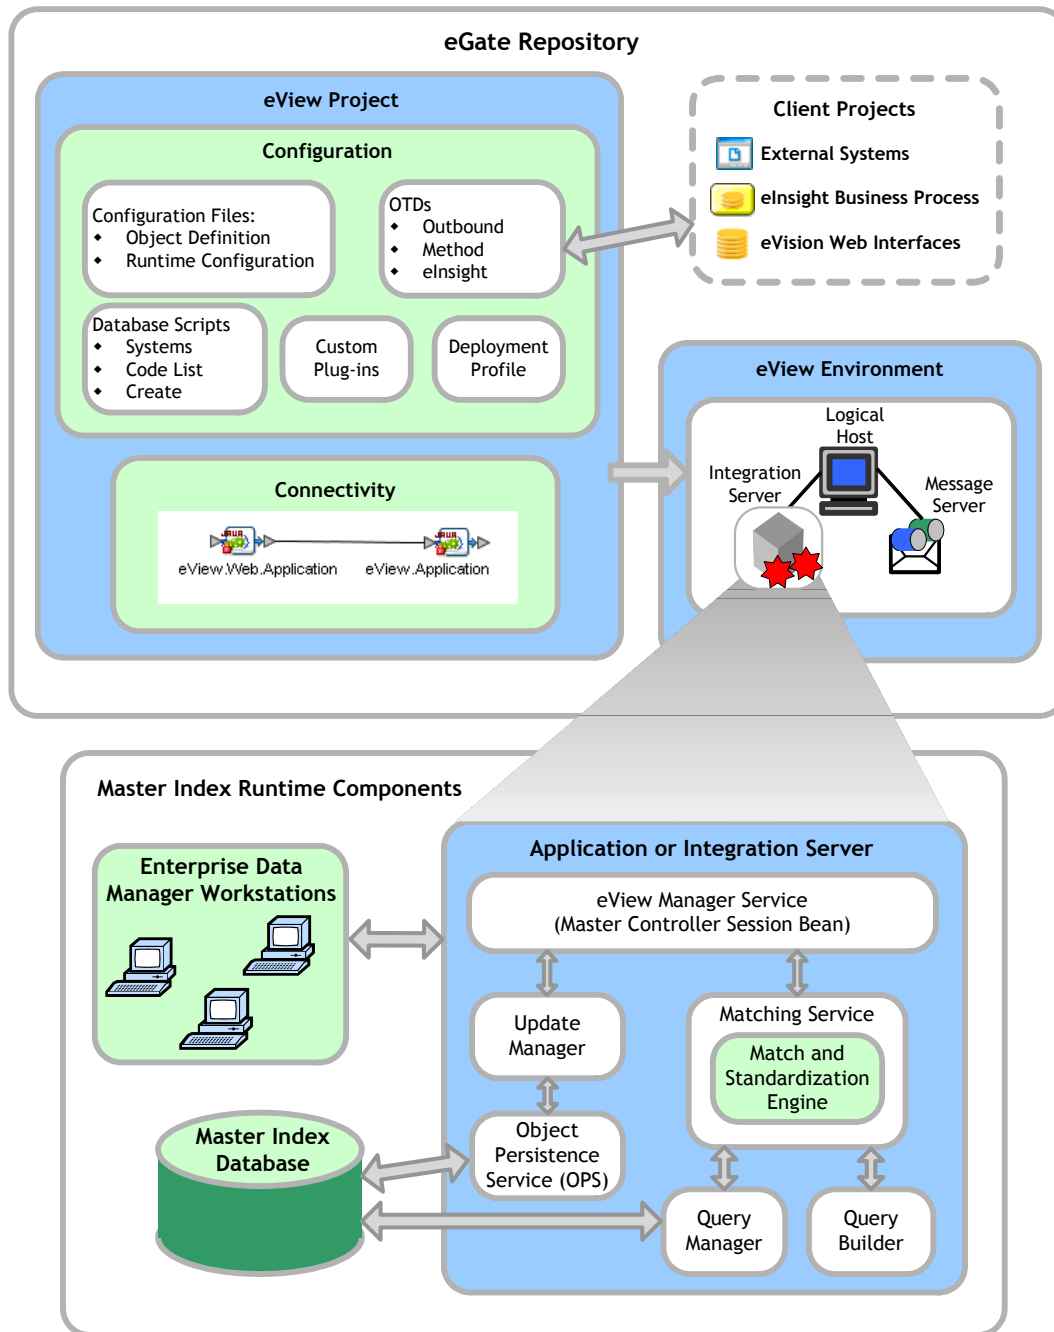 eGate Repository
eView Project
Configuration
Configuration Files:
◆ Object Definition
◆ Runtime Configuration
OTDs
◆ Outbound
◆ Method
◆ eInsight
Database Scripts
◆ Systems
◆ Code List
◆ Create
Custom
Plug-ins
Deployment
Profile
Connectivity
JAVA
JAVA
eView.Web.Application
eView.Application
Client Projects
External Systems
eInsight Business Process
eVision Web Interfaces
eView Environment
Logical
Host
Integration
Server
Message
Server
Master Index Runtime Components
Enterprise Data
Manager Workstations
Master Index
Database
Application or Integration Server
eView Manager Service
(Master Controller Session Bean)
Update
Manager
Matching Service
Match and
Standardization
Engine
Object
Persistence
Service (OPS)
Query
Manager
Query
Builder